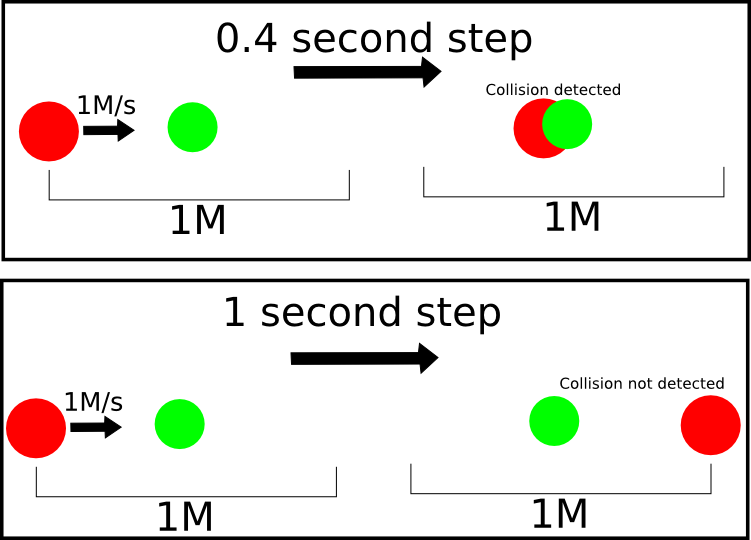 0.4 second step
1M/s
Collision detected
1M
1M
1 second step
1M/s
Collision not detected
1M
1M